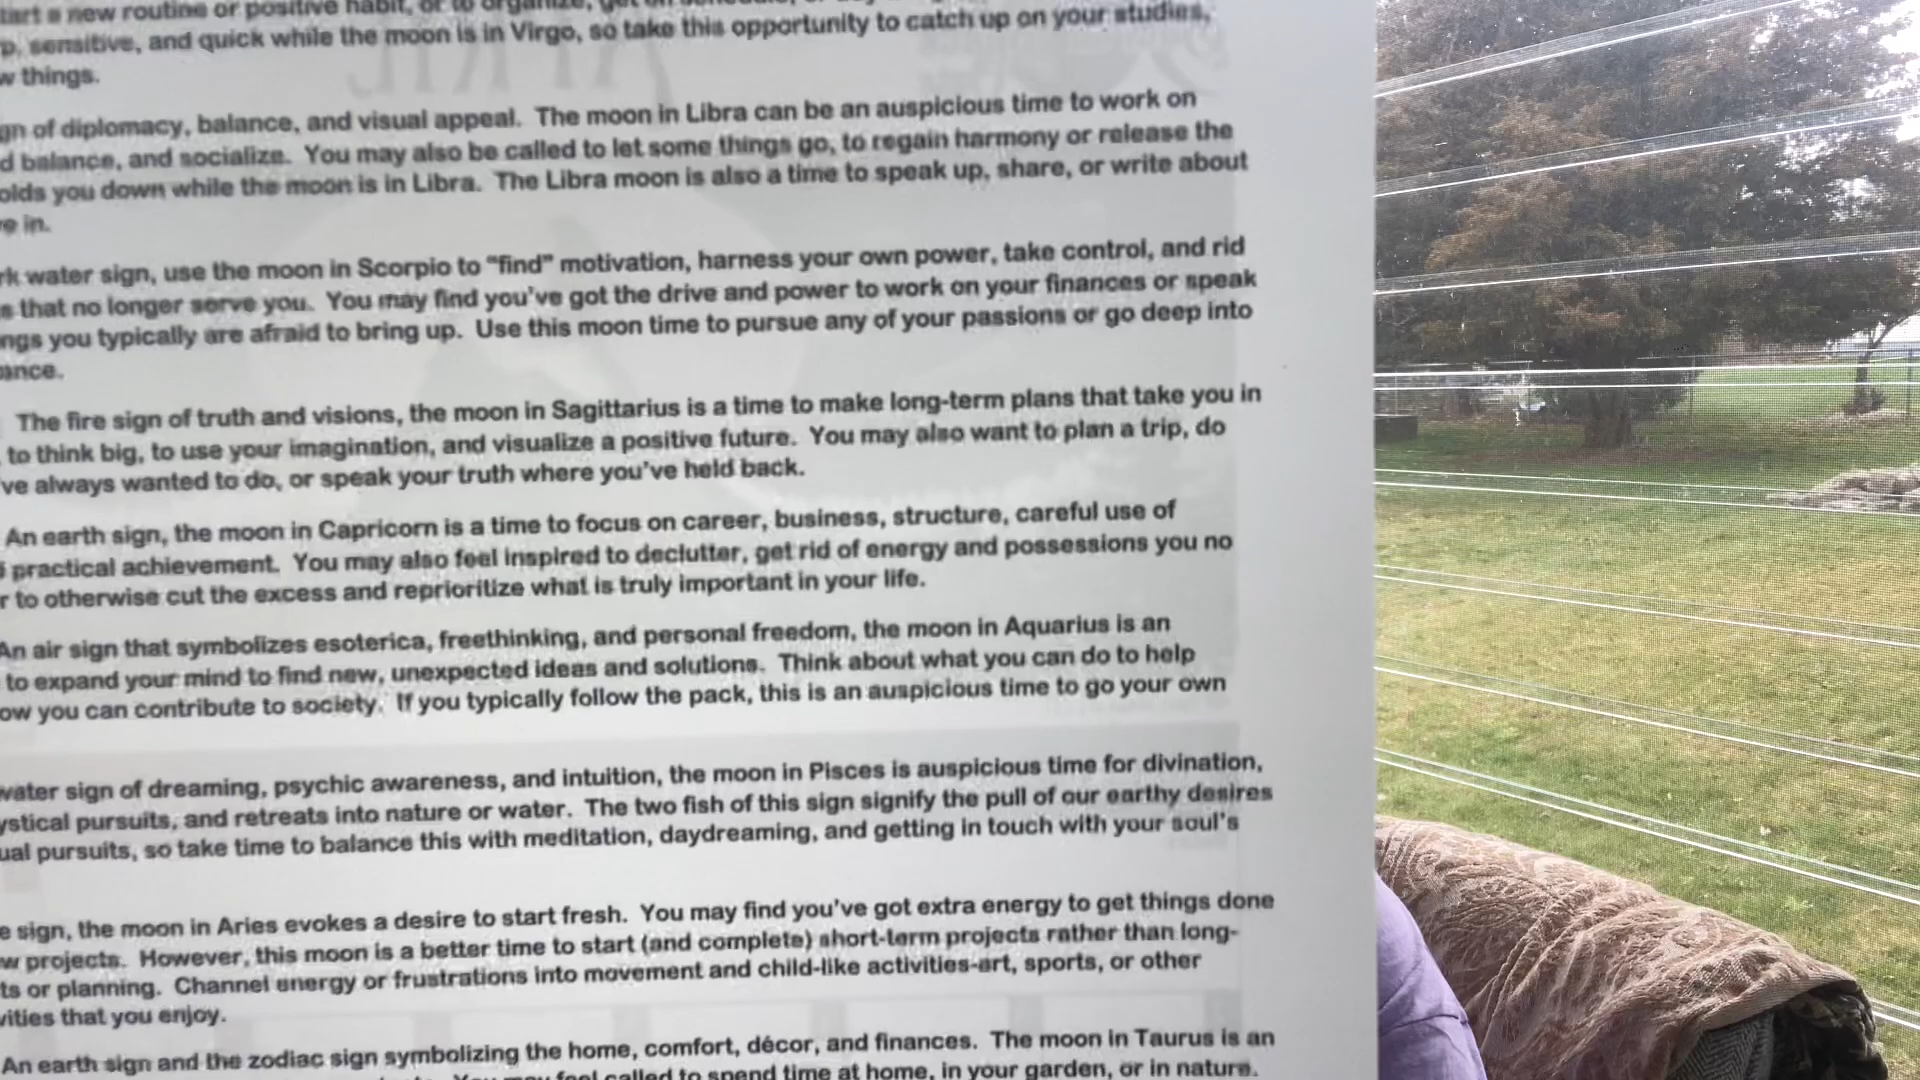 start a new routine or positive habit, or to organize, get on
p, sensitive, and quick while the moon is in Virgo, so take this opportunity to catch up on your studies,
w things.
gn of diplomacy, balance, and visual appeal. The moon in Libra can be an auspicious time to work on
d balance, and socialize. You may also be called to let some things go, to regain harmony or release the
olds you down while the moon is in Libra. The Libra moon is also a time to speak up, share, or write about
e in.
rk water sign, use the moon in Scorpio to “find” motivation, harness your own power, take control, and rid
s that no longer serve you. You may find you’ve got the drive and power to work on your finances or speak
ngs you typically are afraid to bring up. Use this moon time to pursue any of your passions or go deep into
ance.
The fire sign of truth and visions, the moon in Sagittarius is a time to make long-term plans that take you in
to think big, to use your imagination, and visualize a positive future. You may also want to plan a trip, do
ve always wanted to do, or speak your truth where you’ve held back.
An earth sign, the moon in Capricorn is a time to focus on career, business, structure, careful use of
practical achievement. You may also feel inspired to declutter, get rid of energy and possessions you no
r to otherwise cut the excess and reprioritize what is truly important in your life.
An air sign that symbolizes esoterica, freethinking, and personal freedom, the moon in Aquarius is an
to expand your mind to find new, unexpected ideas and solutions. Think about what you can do to help
ow you can contribute to society. If you typically follow the pack, this is an auspicious time to go your own
water sign of dreaming, psychic awareness, and intuition, the moon in Pisces is auspicious time for divination,
ystical pursuits, and retreats into nature or water. The two fish of this sign signify the pull of our earthy desires
ual pursuits, so take time to balance this with meditation, daydreaming, and getting in touch with your soul’s
e sign, the moon in Aries evokes a desire to start fresh. You may find you’ve got extra energy to get things done
w projects. However, this moon is a better time to start (and complete) short-term projects rather than long-
ts or planning. Channel energy or frustrations into movement and child-like activities-art, sports, or other
vities that you enjoy.
An earth sign and the zodiac sign symbolizing the home, comfort, décor, and finances. The moon in Taurus is an
You may feel called to spend time at home, in your garden, or in nature.